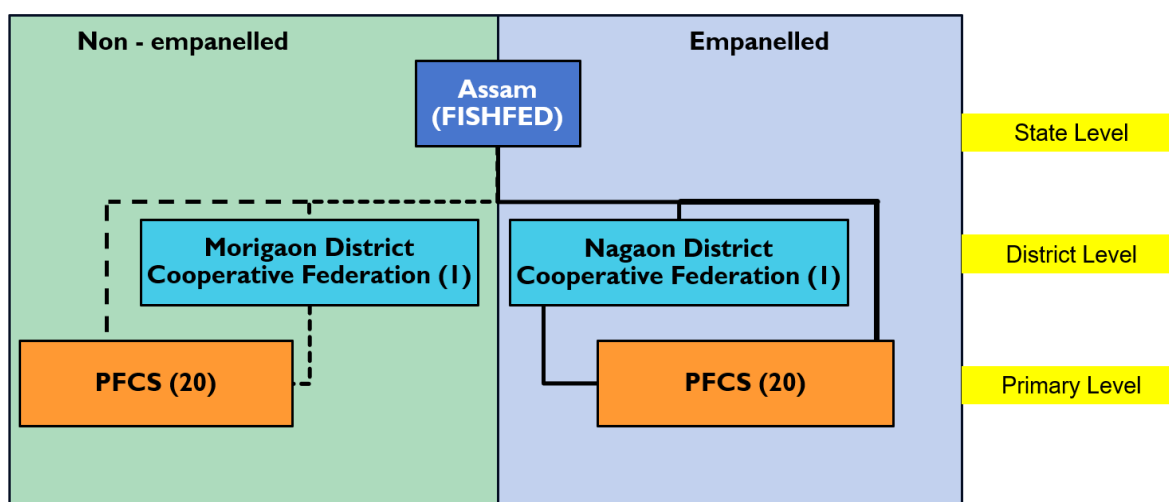 Non - empanelled
Empanelled
Assam
(FISHFED)
State Level
Morigaon District
Cooperative Federation (1)
Nagaon District
Cooperative Federation (1)
District Level
PFCS (20)
PFCS (20)
Primary Level